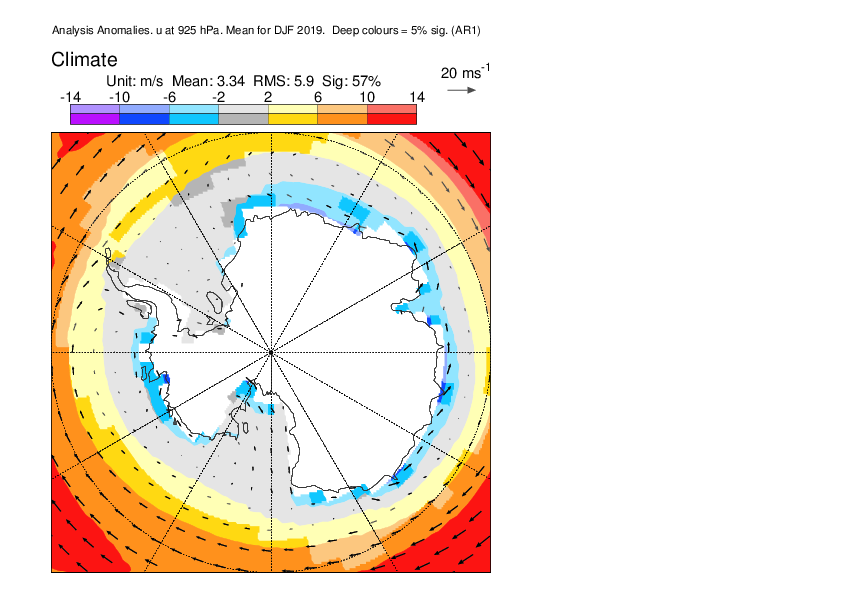 Analysis Anomalies. u at 925 hPa. Mean for DJF 2019.  Deep colours = 5% sig. (AR1)
Climate
20 ms-1
Unit: m/s  Mean: 3.34  RMS: 5.9  Sig: 57%
-14 -10 -6 -2 2 6 10 14